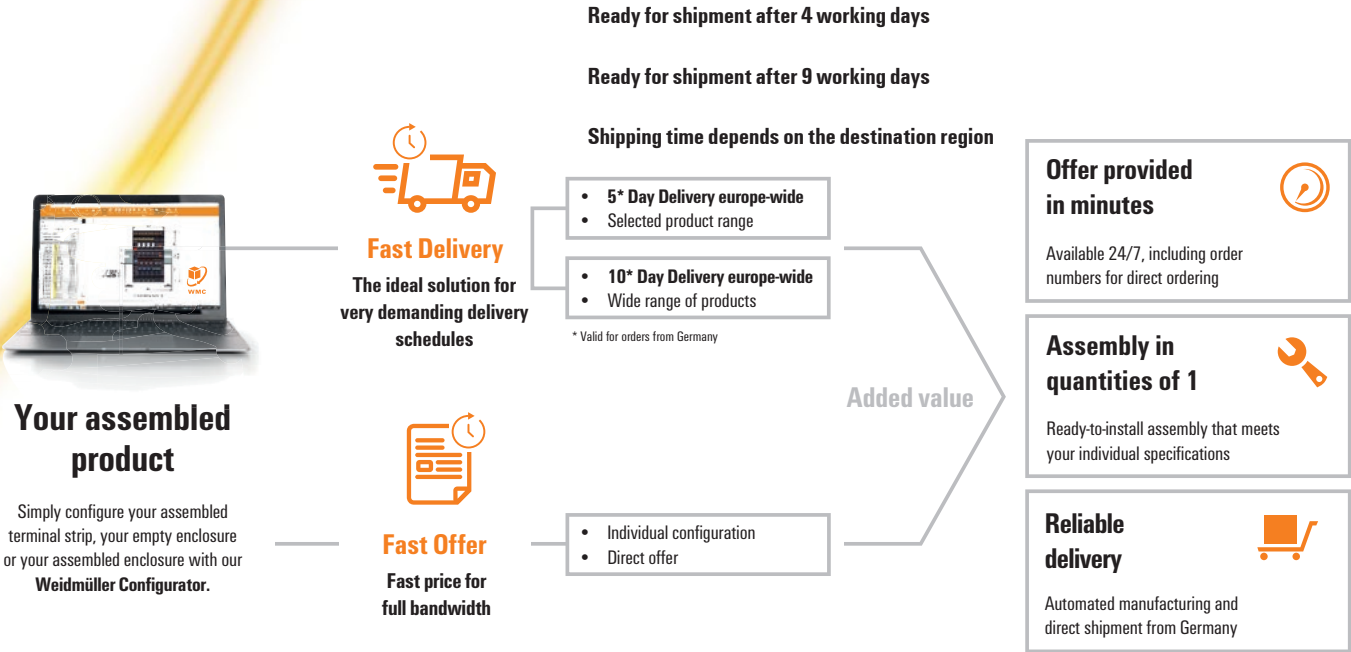 Ready for shipment after 4 working days
Ready for shipment after 9 working days
Shipping time depends on the destination region
WMC
Your assembled
product
Simply configure your assembled
terminal strip, your empty enclosure
or your assembled enclosure with our
Weidmüller Configurator.
Fast Delivery
The ideal solution for
very demanding delivery
schedules
• 5* Day Delivery europe-wide
• Selected product range
• 10* Day Delivery europe-wide
• Wide range of products
* Valid for orders from Germany
Fast Offer
Fast price for
full bandwidth
• Individual configuration
• Direct offer
Added value
Offer provided
in minutes
Available 24/7, including order
numbers for direct ordering
Assembly in
quantities of 1
Ready-to-install assembly that meets
your individual specifications
Reliable
delivery
Automated manufacturing and
direct shipment from Germany